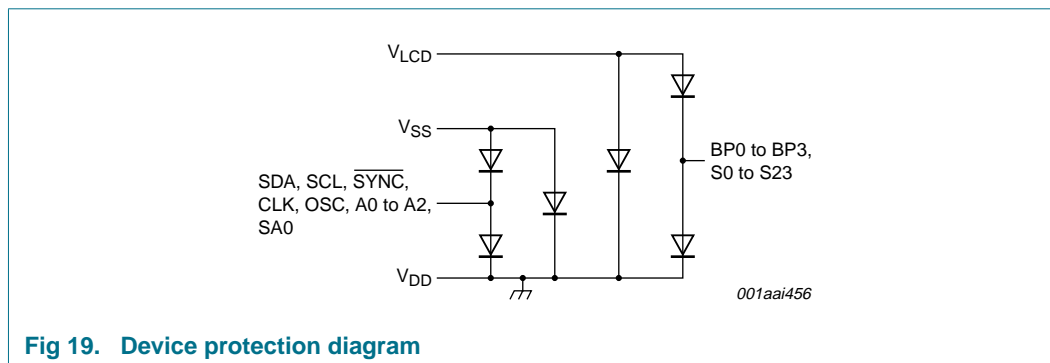 VLCD
VSS
SDA, SCL, SYNC,
CLK, OSC, A0 to A2,
SA0
VDD
BP0 to BP3,
S0 to S23
001aai456
Fig 19. Device protection diagram